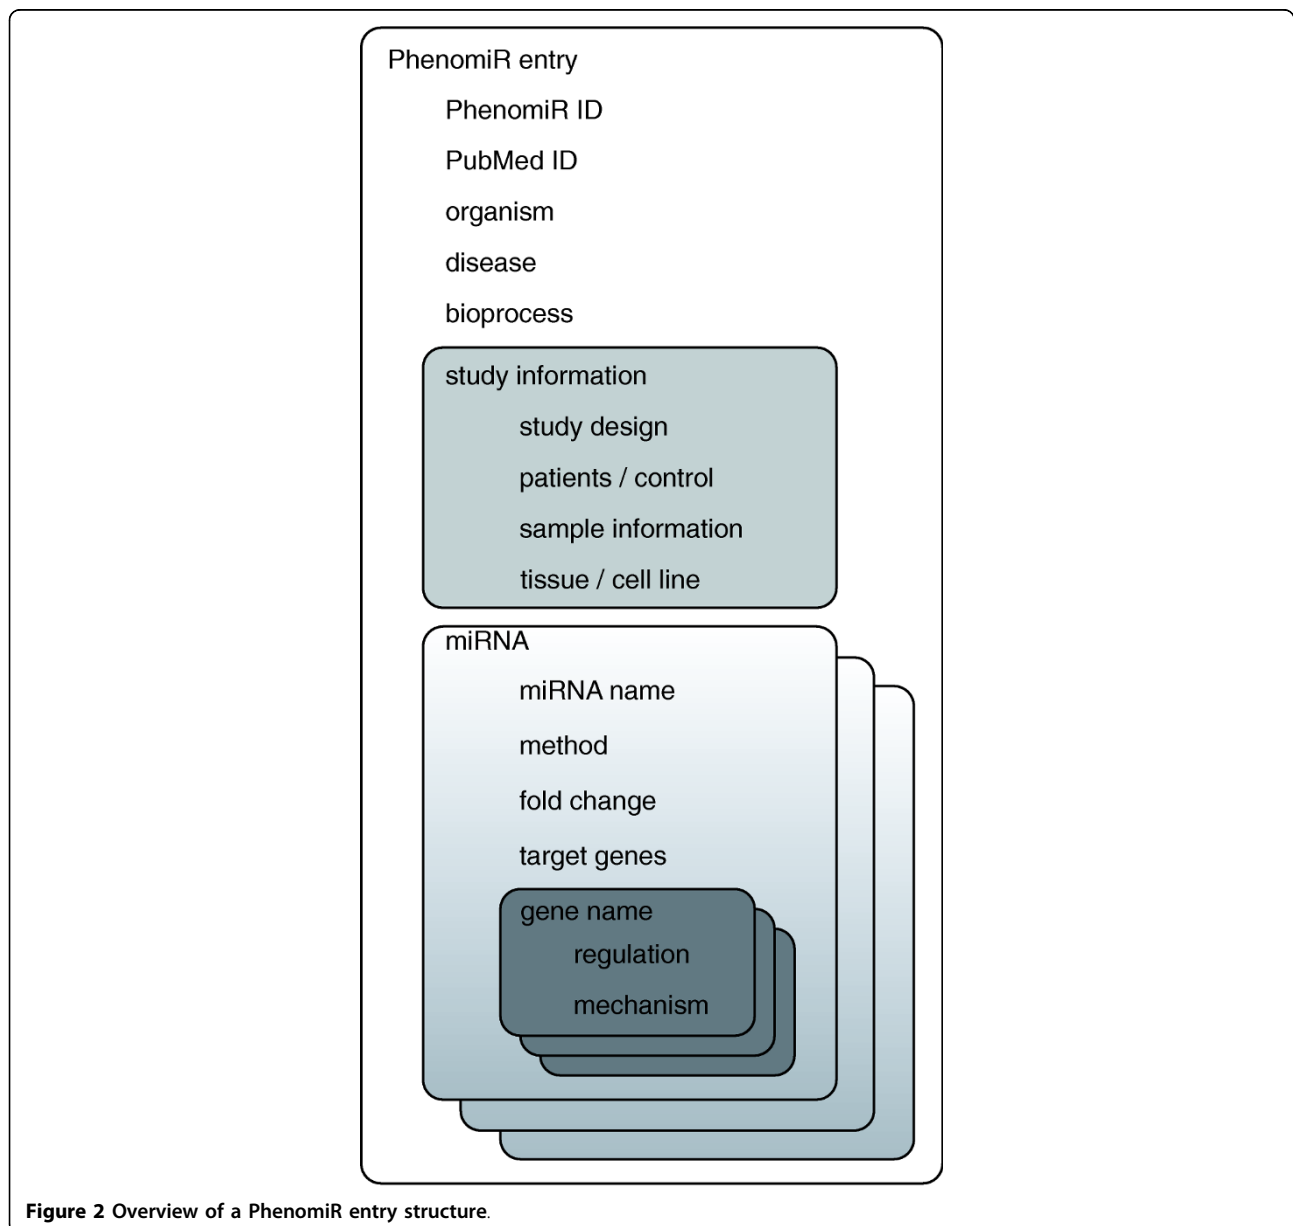 PhenomiR entry
PhenomiR ID
PubMed ID
organism
disease
bioprocess
study information
study design
patients / control
sample information
tissue / cell line
miRNA
miRNA name
method
fold change
target genes
gene name
regulation
mechanism
Figure 2 Overview of a PhenomiR entry structure.